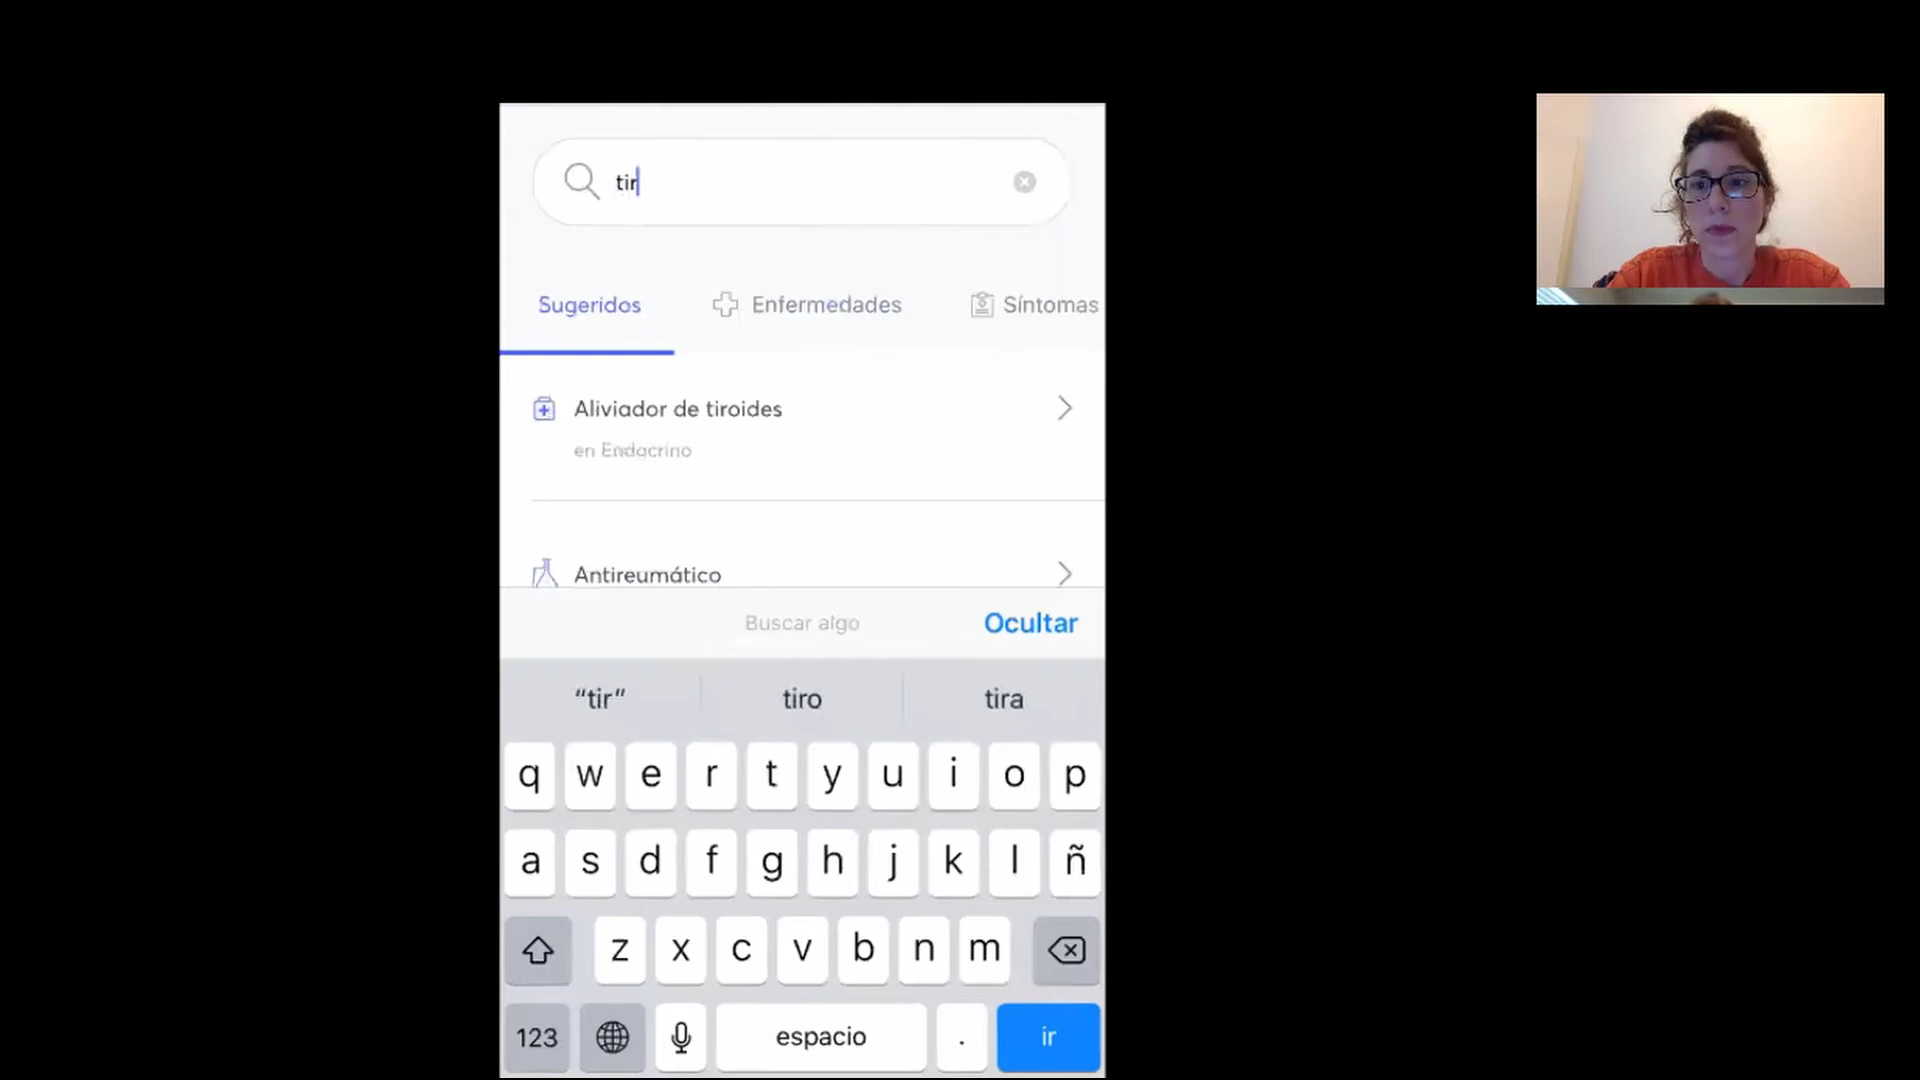 tir
Sugeridos Enfermedades Síntomas
Aliviador de tiroides
en Endocrino
Antireumático
Buscar algo Ocultar
“tir” tiro tira
q w e r t y u i o p
a s d f g h j k l ñ
z x c v b n m
123 espacio . ir